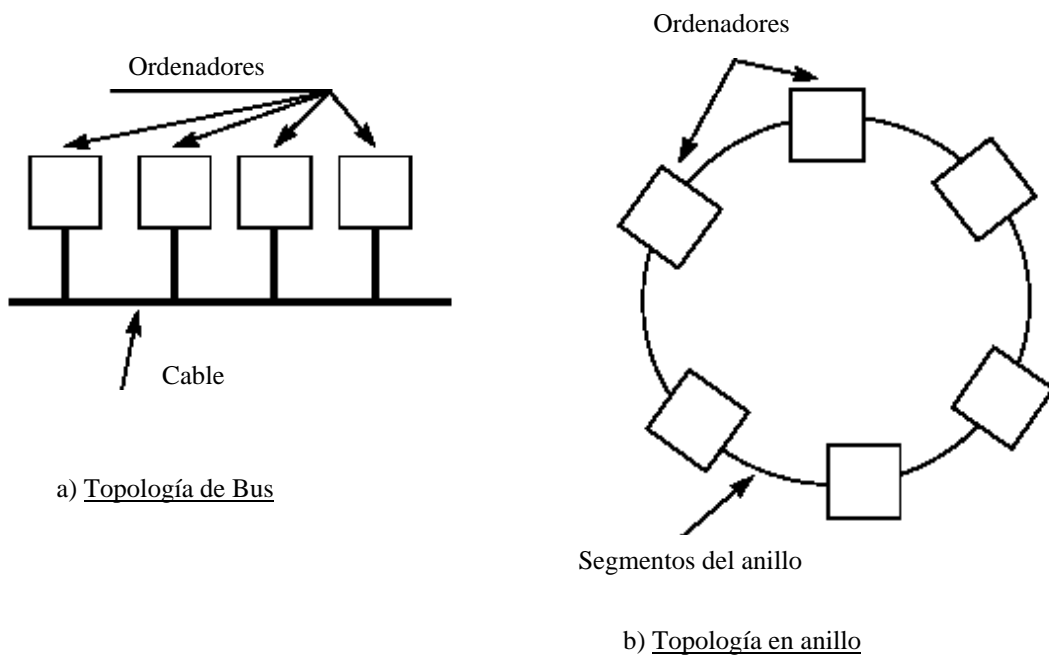 Ordenadores
Cable
a) Topología de Bus
Ordenadores
Segmentos del anillo
b) Topología en anillo